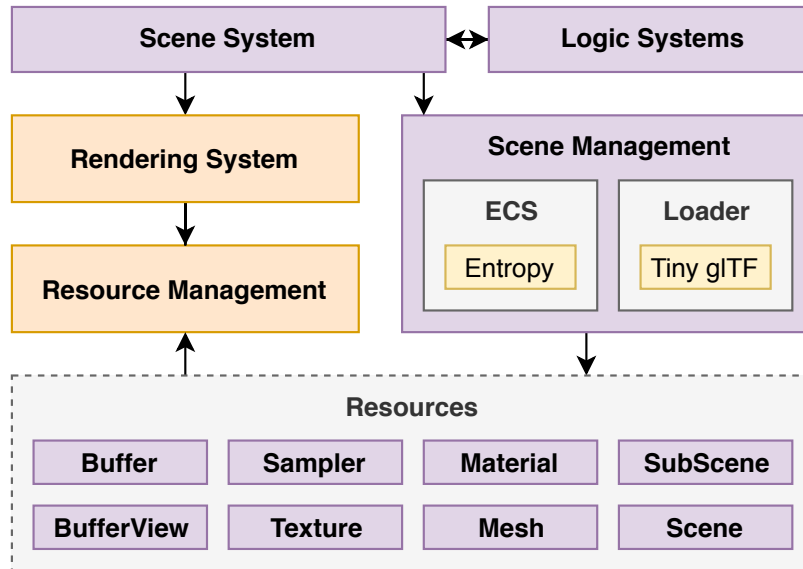 Scene System
Logic Systems
Rendering System
Scene Management
ECS
Loader
Entropy
Tiny glTF
Resource Management
Resources
Buffer
Sampler
Material
SubScene
BufferView
Texture
Mesh
Scene